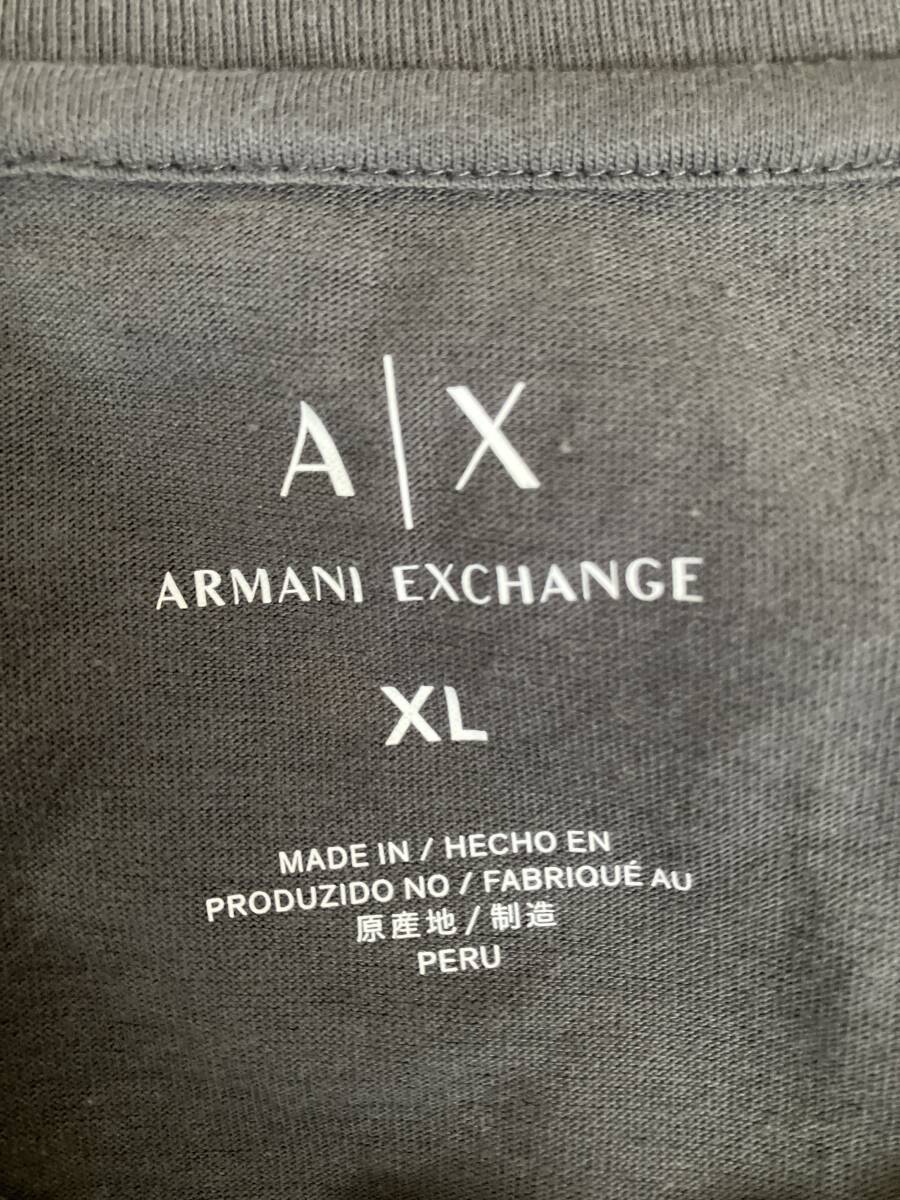 A|X
ARMANI EXCHANGE
XL
MADE IN / HECHO EN
PRODUZIDO NO / FABRIQUÉ AU
原産地 / 制造
PERU